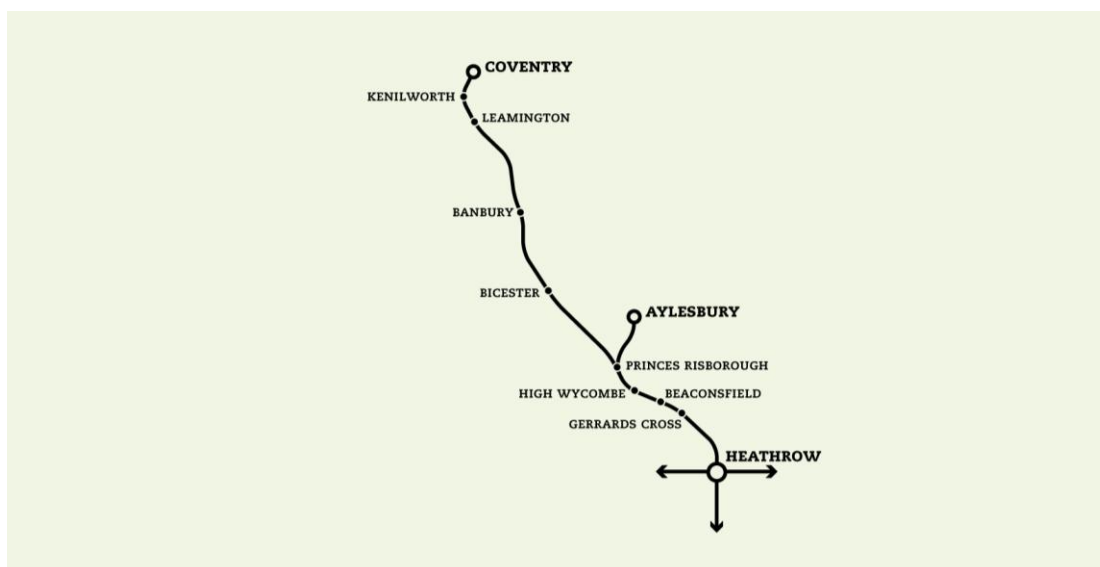 COVENTRY
KENILWORTH
LEAMINGTON
BANBURY
BICESTER
AYLESBURY
PRINCES RISBOROUGH
HIGH WYCOMBE
BEACONSFIELD
GERRARDS CROSS
HEATHROW